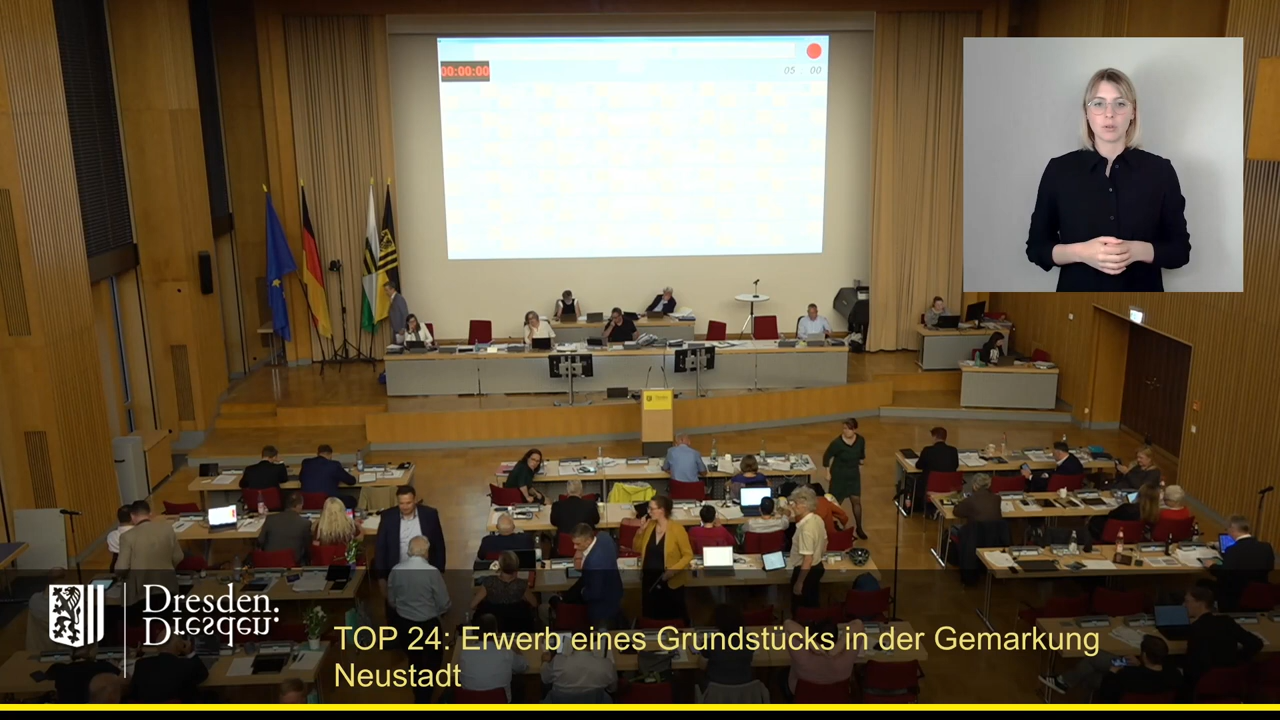 00:00:00
05 00
Dresden.
Dresden.
TOP 24: Erwerb eines Grundstücks in der Gemarkung
Neustadt